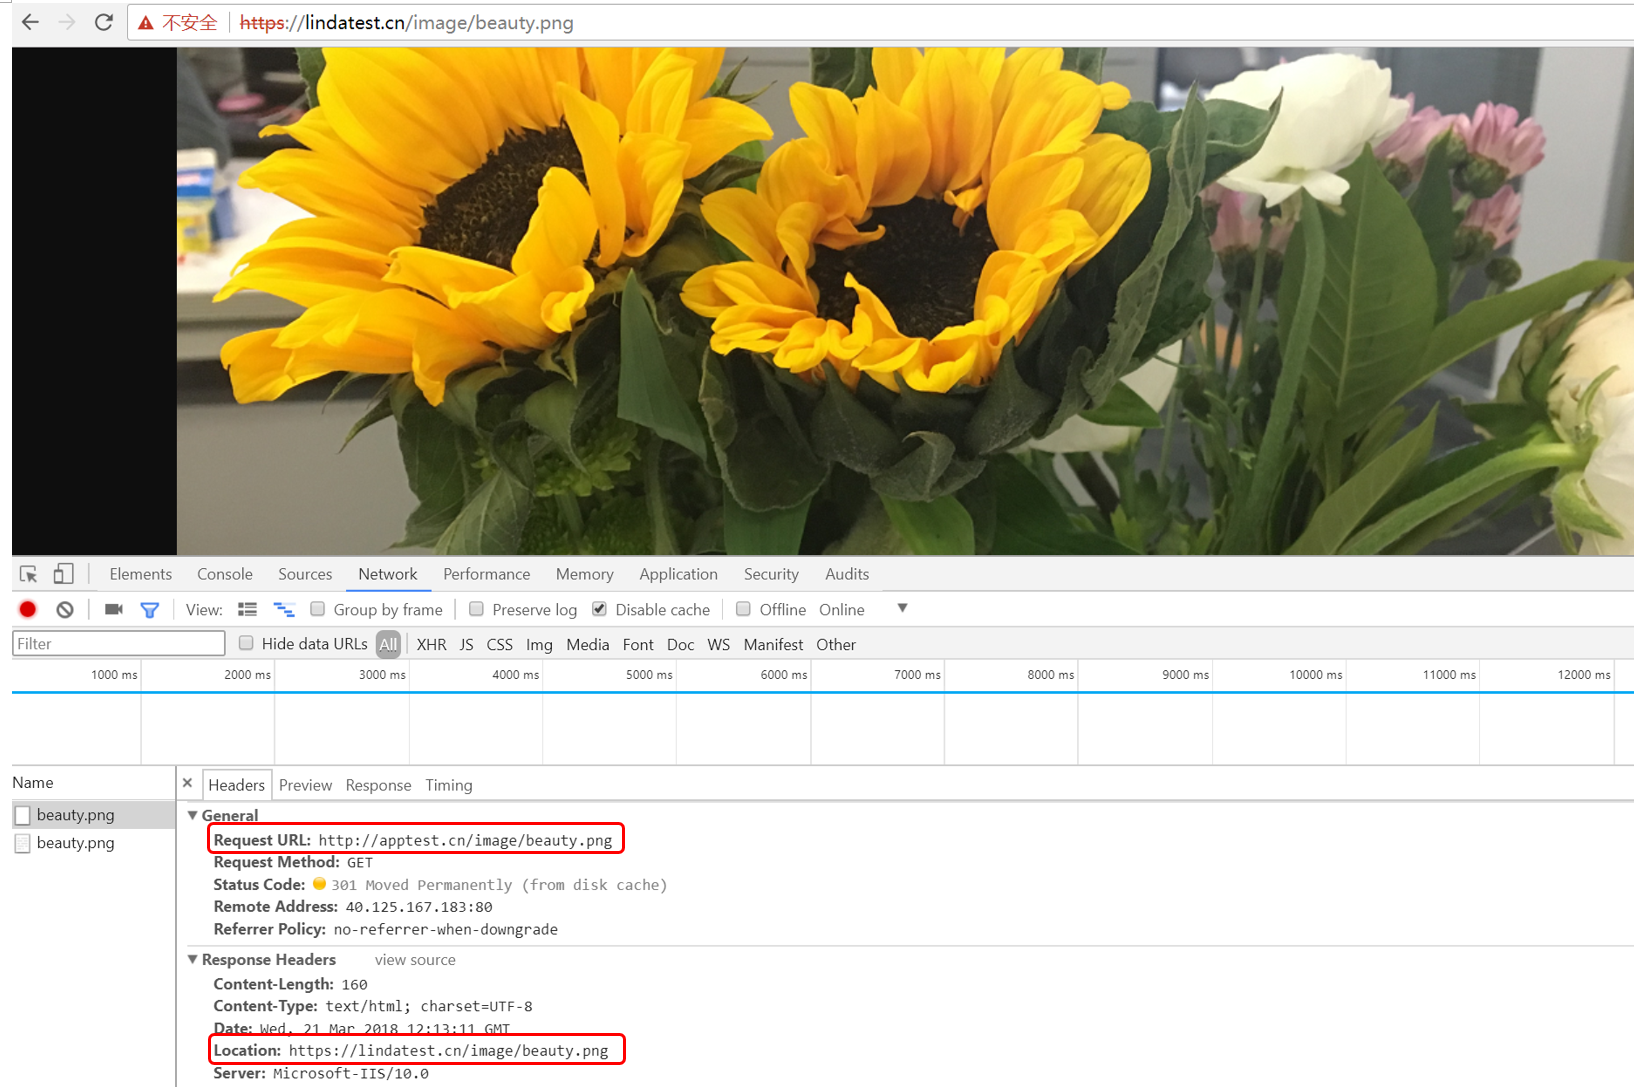 不安全 https://lindatest.cn/image/beauty.png
Elements Console Sources Network Performance Memory Application Security Audits
View: Group by frame Preserve log Disable cache Offline Online
Filter Hide data URLs All XHR JS CSS Img Media Font Doc WS Manifest Other
1000 ms 2000 ms 3000 ms 4000 ms 5000 ms 6000 ms 7000 ms 8000 ms 9000 ms 10000 ms 11000 ms 12000 ms
Name
beauty.png
beauty.png
Headers Preview Response Timing
General
Request URL: http://apptest.cn/image/beauty.png
Request Method: GET
Status Code: 301 Moved Permanently (from disk cache)
Remote Address: 40.125.167.183:80
Referrer Policy: no-referrer-when-downgrade
Response Headers view source
Content-Length: 160
Content-Type: text/html; charset=UTF-8
Date: Wed, 21 Mar 2018 12:13:11 GMT
Location: https://lindatest.cn/image/beauty.png
Server: Microsoft-IIS/10.0